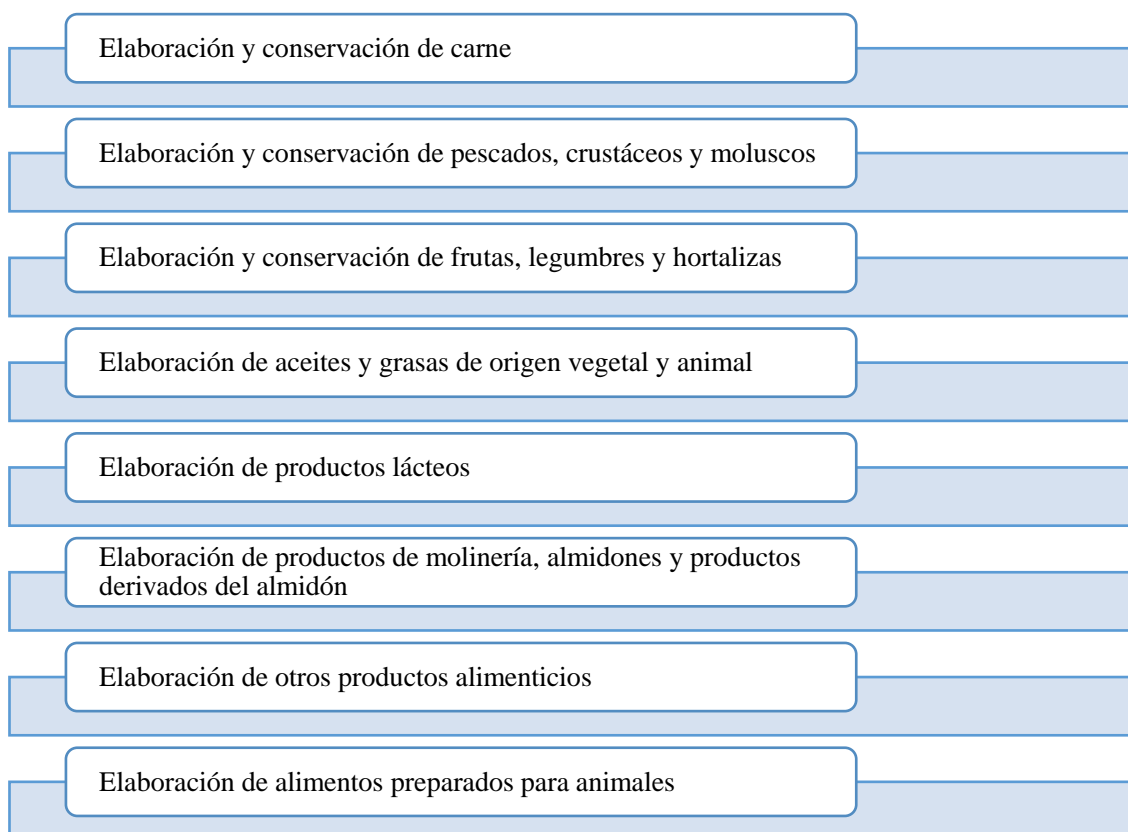 Elaboración y conservación de carne
Elaboración y conservación de pescados, crustáceos y moluscos
Elaboración y conservación de frutas, legumbres y hortalizas
Elaboración de aceites y grasas de origen vegetal y animal
Elaboración de productos lácteos
Elaboración de productos de molinería, almidones y productos
derivados del almidón
Elaboración de otros productos alimenticios
Elaboración de alimentos preparados para animales